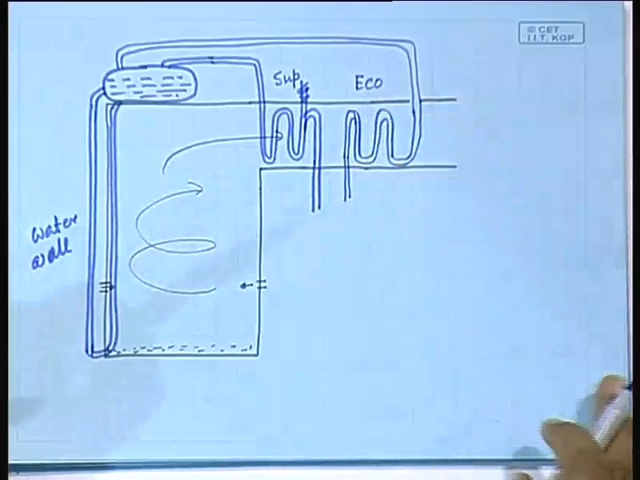 © CET
I.I.T. KGP
Sup
Eco
water
wall